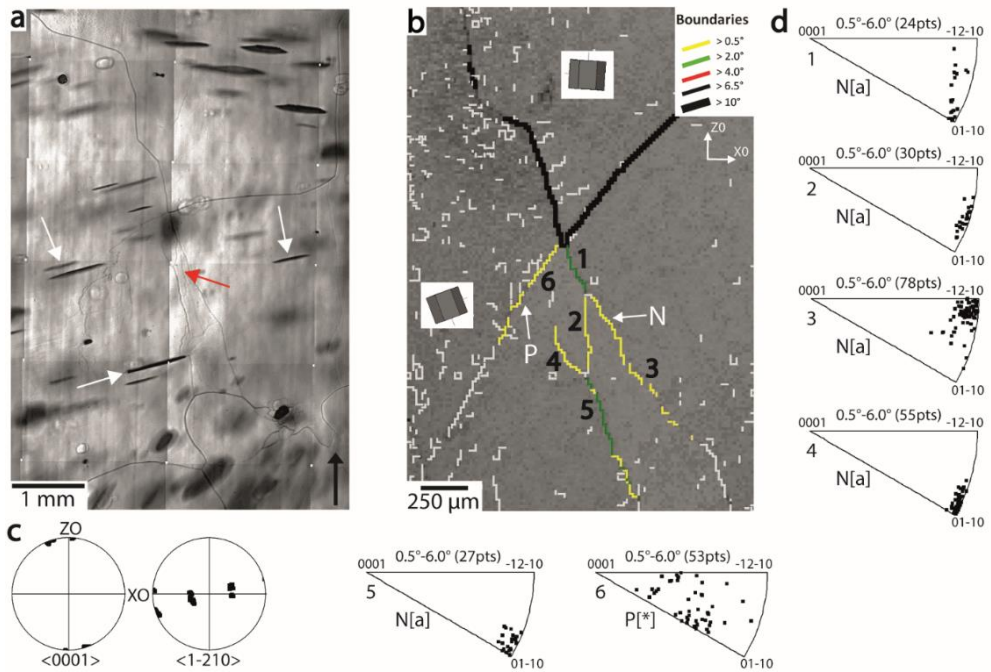 a
1 mm
b
Boundaries
> 0.5°
> 2.0°
> 4.0°
> 6.5°
> 10°
Z0
X0
1
6
2
N
P
4
3
5
250 µm
c
ZO
XO
<0001>
<1-210>
d
0.5°-6.0° (24pts)
0001
-12-10
1
N[a]
01-10
0.5°-6.0° (30pts)
0001
-12-10
2
N[a]
01-10
0.5°-6.0° (78pts)
0001
-12-10
3
N[a]
01-10
0.5°-6.0° (55pts)
0001
-12-10
4
N[a]
01-10
0.5°-6.0° (27pts)
0001
-12-10
5
N[a]
01-10
0.5°-6.0° (53pts)
0001
-12-10
6
P[*]
01-10